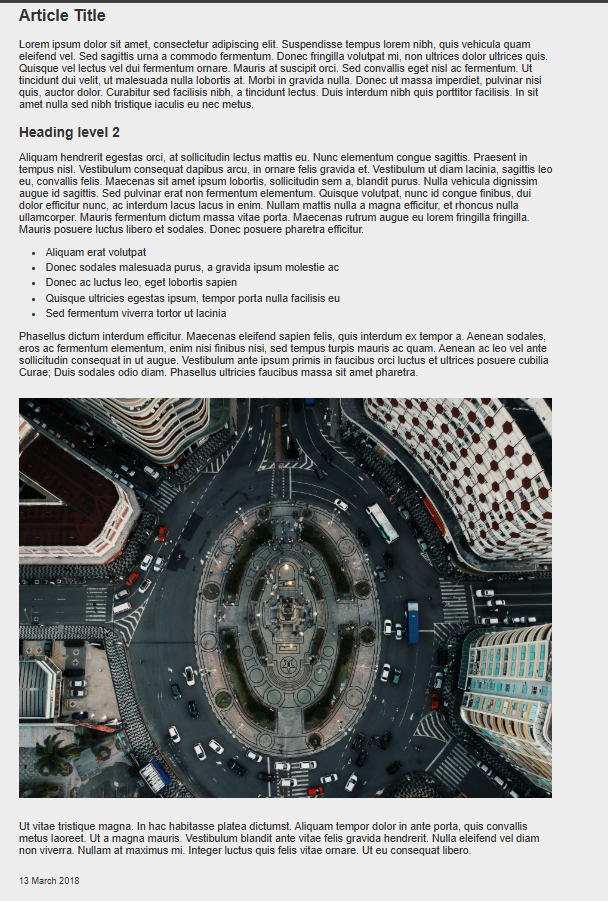 Article Title
Lorem ipsum dolor sit amet, consectetur adipiscing elit. Suspendisse tempus lorem nibh, quis vehicula quam
eleifend vel. Sed sagittis urna a commodo fermentum. Donec fringilla volutpat mi, non ultrices dolor ultrices quis.
Quisque vel lectus vel dui fermentum ornare. Mauris at suscipit orci. Sed convallis eget nisl ac fermentum. Ut
tincidunt dui velit, ut malesuada nulla lobortis at. Morbi in gravida nulla. Donec ut massa imperdiet, pulvinar nisi
quis, auctor dolor. Curabitur sed facilisis nibh, a tincidunt lectus. Duis interdum nibh quis porttitor facilisis. In sit
amet nulla sed nibh tristique iaculis eu nec metus.
Heading level 2
Aliquam hendrerit egestas orci, at sollicitudin lectus mattis eu. Nunc elementum congue sagittis. Praesent in
tempus nisl. Vestibulum consequat dapibus arcu, in ornare felis gravida et. Vestibulum ut diam lacinia, sagittis leo
eu, convallis felis. Maecenas sit amet ipsum lobortis, sollicitudin sem a, blandit purus. Nulla vehicula dignissim
augue id sagittis. Sed pulvinar erat non fermentum elementum. Quisque volutpat, nunc id congue finibus, dui
dolor efficitur nunc, ac interdum lacus lacus in enim. Nullam mattis nulla a magna efficitur, et rhoncus nulla
ullamcorper. Mauris fermentum dictum massa vitae porta. Maecenas rutrum augue eu lorem fringilla fringilla.
Mauris posuere luctus libero et sodales. Donec posuere pharetra efficitur.
• Aliquam erat volutpat
• Donec sodales malesuada purus, a gravida ipsum molestie ac
• Donec ac luctus leo, eget lobortis sapien
• Quisque ultricies egestas ipsum, tempor porta nulla facilisis eu
• Sed fermentum viverra tortor ut lacinia
Phasellus dictum interdum efficitur. Maecenas eleifend sapien felis, quis interdum ex tempor a. Aenean sodales,
eros ac fermentum elementum, enim nisi finibus nisi, sed tempus turpis mauris ac quam. Aenean ac leo vel ante
sollicitudin consequat in ut augue. Vestibulum ante ipsum primis in faucibus orci luctus et ultrices posuere cubilia
Curae; Duis sodales odio diam. Phasellus ultricies faucibus massa sit amet pharetra.
Ut vitae tristique magna. In hac habitasse platea dictumst. Aliquam tempor dolor in ante porta, quis convallis
metus laoreet. Ut a magna mauris. Vestibulum blandit ante vitae felis gravida hendrerit. Nulla eleifend vel diam
non viverra. Nullam at maximus mi. Integer luctus quis felis vitae ornare. Ut eu consequat libero.
13 March 2018